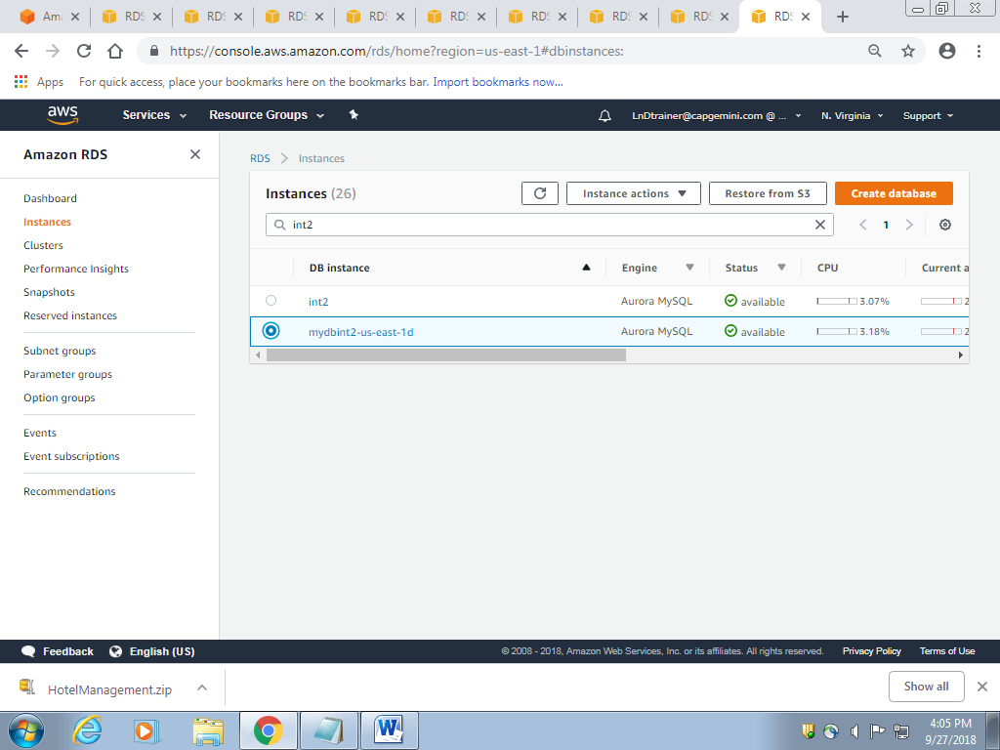 Ama RDS RDS RDS RDS RDS RDS RDS RDS RDS
https://console.aws.amazon.com/rds/home?region=us-east-1#dbinstances:
Apps For quick access, place your bookmarks here on the bookmarks bar. Import bookmarks now...
aws Services Resource Groups LnDtrainer@capgemini.com @ ... N. Virginia Support
Amazon RDS
Dashboard
Instances
Clusters
Performance Insights
Snapshots
Reserved instances
Subnet groups
Parameter groups
Option groups
Events
Event subscriptions
Recommendations
RDS > Instances
Instances (26) Instance actions Restore from S3 Create database
int2 1
DB instance Engine Status CPU Current a
int2 Aurora MySQL available 3.07% 2
mydbint2-us-east-1d Aurora MySQL available 3.18% 2
Feedback English (US) © 2008 - 2018, Amazon Web Services, Inc. or its affiliates. All rights reserved. Privacy Policy Terms of Use
HotelManagement.zip Show all
4:05 PM
9/27/2018